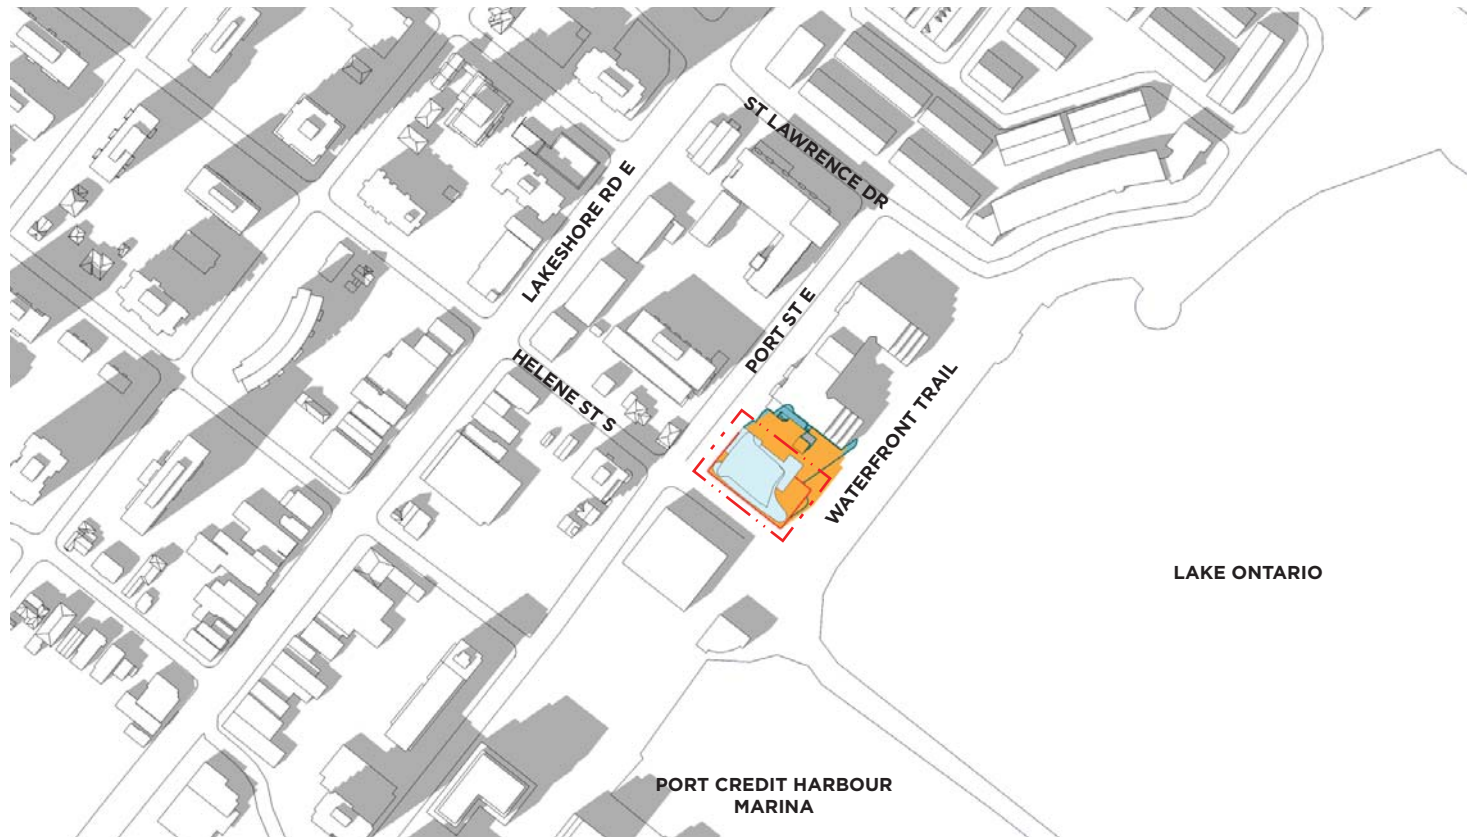 ST LAWRENCE DR
LAKESHORE RD E
PORT ST E
HELENE ST S
WATERFRONT TRAIL
LAKE ONTARIO
PORT CREDIT HARBOUR
MARINA